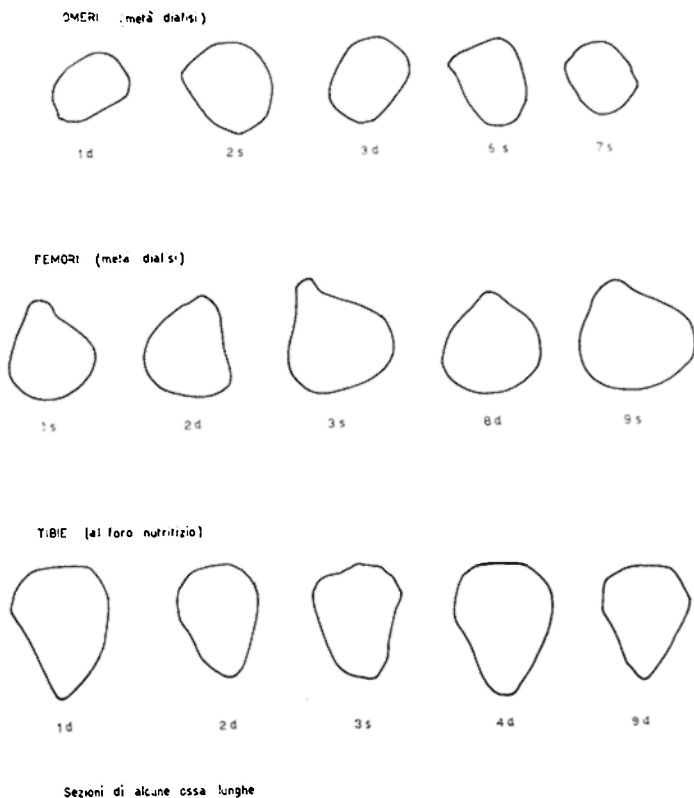 OMERI (metà diafisi)
1d 2s 3d 5s 7s
FEMORI (metà diafisi)
1s 2d 3s 8d 9s
TIBIE (al foro nutritizio)
1d 2d 3s 4d 9d
Sezioni di alcune ossa lunghe